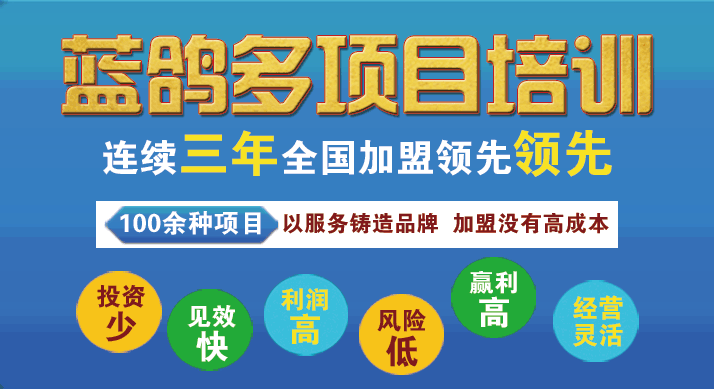 蓝鸽多项目培训
连续三年全国加盟领先领先
100余种项目 以服务铸造品牌 加盟没有高成本
投资少
见效快
利润高
风险低
赢利高
经营灵活